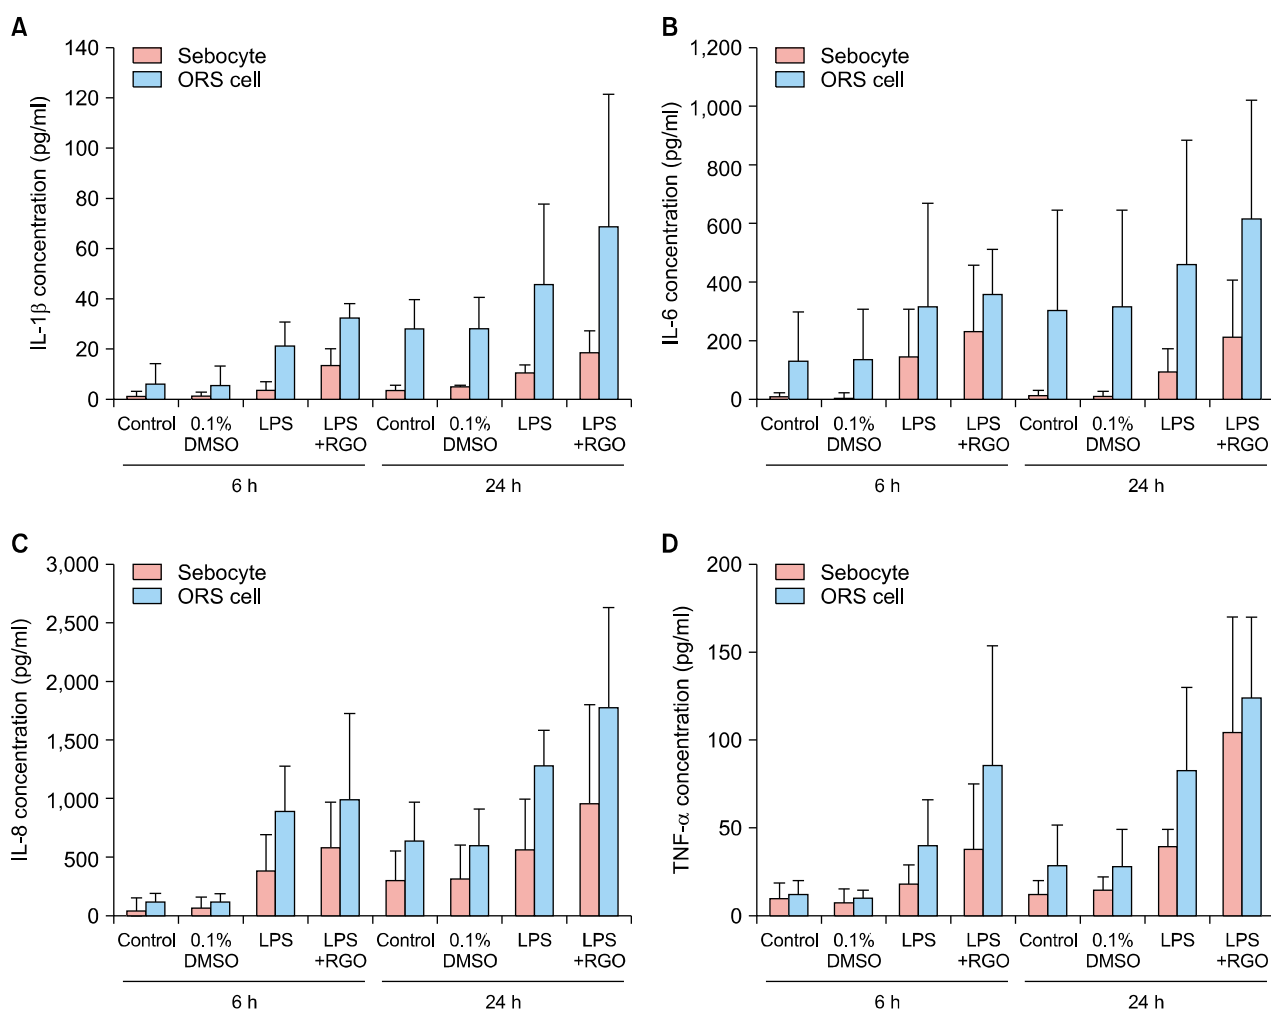 A
140
120
100
80
60
40
20
0
IL-1β concentration (pg/ml)
Sebocyte
ORS cell
Control 0.1% LPS LPS Control 0.1% LPS LPS
DMSO +RGO DMSO +RGO
6 h 24 h
B
1,200
1,000
800
600
400
200
0
IL-6 concentration (pg/ml)
Sebocyte
ORS cell
Control 0.1% LPS LPS Control 0.1% LPS LPS
DMSO +RGO DMSO +RGO
6 h 24 h
C
3,000
2,500
2,000
1,500
1,000
500
0
IL-8 concentration (pg/ml)
Sebocyte
ORS cell
Control 0.1% LPS LPS Control 0.1% LPS LPS
DMSO +RGO DMSO +RGO
6 h 24 h
D
200
150
100
50
0
TNF-α concentration (pg/ml)
Sebocyte
ORS cell
Control 0.1% LPS LPS Control 0.1% LPS LPS
DMSO +RGO DMSO +RGO
6 h 24 h